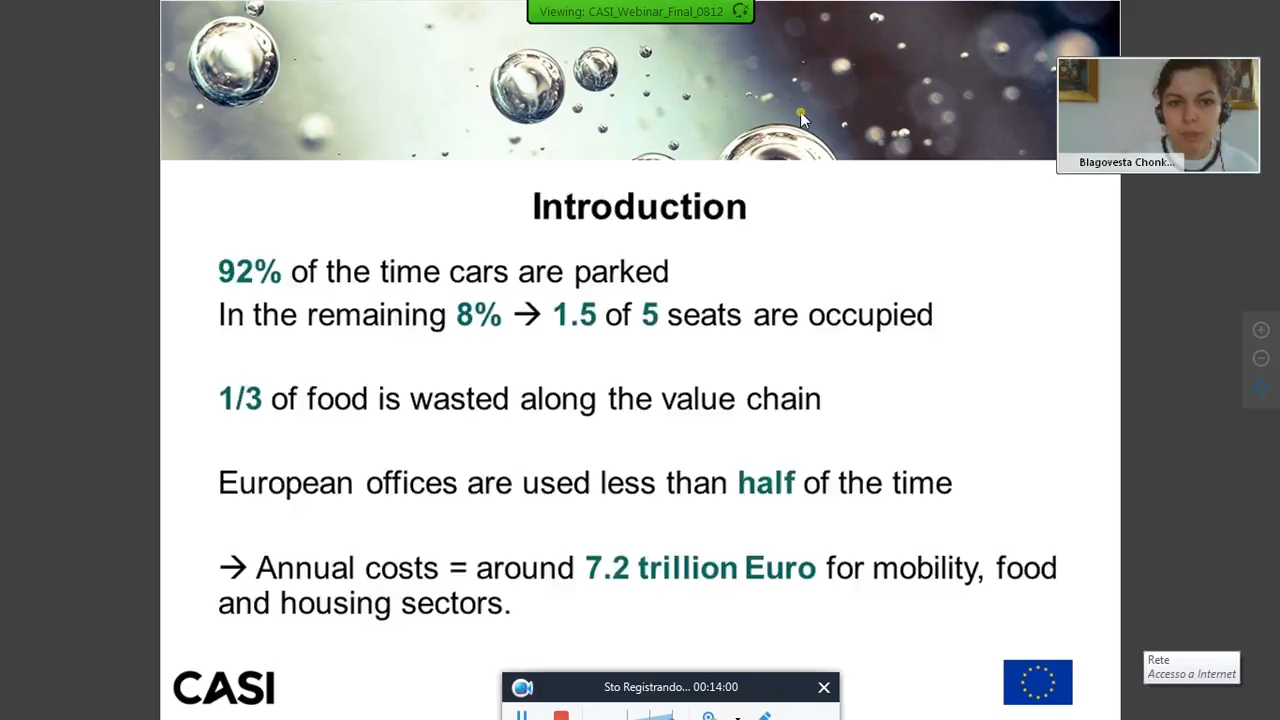 Viewing: CASI_Webinar_Final_0812
Blagovesta Chonk...
Introduction
92% of the time cars are parked
In the remaining 8% → 1.5 of 5 seats are occupied
1/3 of food is wasted along the value chain
European offices are used less than half of the time
→ Annual costs = around 7.2 trillion Euro for mobility, food
and housing sectors.
Rete
Accesso a Internet
CASI
Sto Registrando... 00:14:00